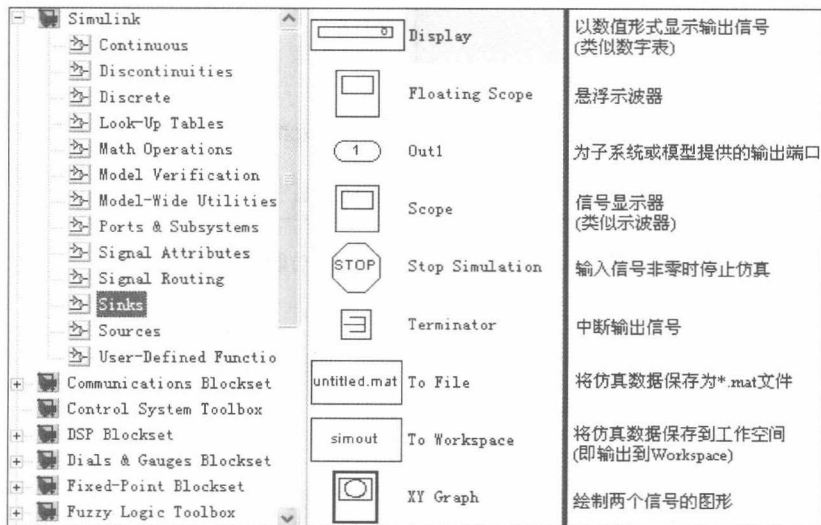 Simulink
Continuous
Discontinuities
Discrete
Look-Up Tables
Math Operations
Model Verification
Model-Wide Utilities
Ports & Subsystems
Signal Attributes
Signal Routing
Sinks
Sources
User-Defined Functio
Communications Blockset
Control System Toolbox
DSP Blockset
Dials & Gauges Blockset
Fixed-Point Blockset
Fuzzy Logic Toolbox
0
Display
以数值形式显示输出信号
(类似数字表)
Floating Scope
悬浮示波器
1
Out1
为子系统或模型提供的输出端口
Scope
信号显示器
(类似示波器)
STOP
Stop Simulation
输入信号非零时停止仿真
Terminator
中断输出信号
untitled.mat
To File
将仿真数据保存为*.mat文件
simout
To Workspace
将仿真数据保存到工作空间
(即输出到Workspace)
XY Graph
绘制两个信号的图形